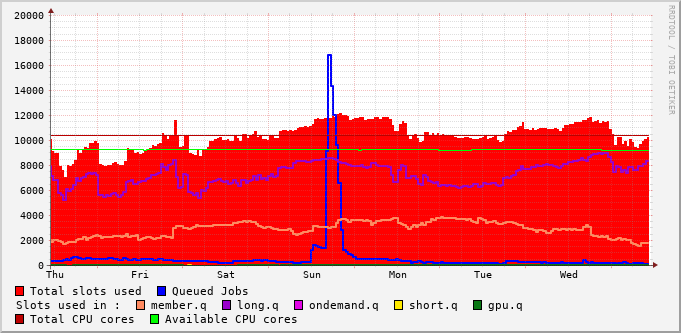 20000
18000
16000
14000
12000
10000
8000
6000
4000
2000
0
Thu Fri Sat Sun Mon Tue Wed
Total slots used Queued Jobs
Slots used in : member.q long.q ondemand.q short.q gpu.q
Total CPU cores Available CPU cores
RRDTOOL / TOBI OETIKER